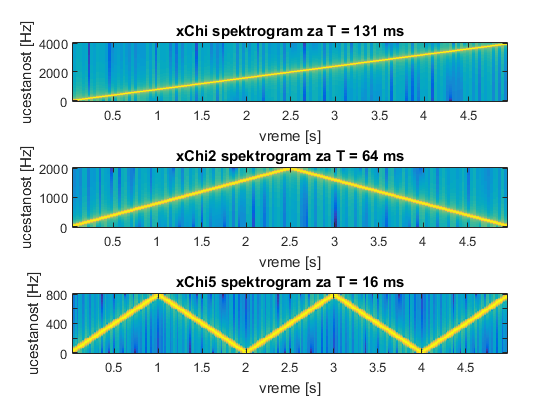 xChi spektrogram za T = 131 ms
ucestanost [Hz]
4000
2000
0
0.5 1 1.5 2 2.5 3 3.5 4 4.5
vreme [s]
xChi2 spektrogram za T = 64 ms
ucestanost [Hz]
2000
1000
0
0.5 1 1.5 2 2.5 3 3.5 4 4.5
vreme [s]
xChi5 spektrogram za T = 16 ms
ucestanost [Hz]
800
400
0
0.5 1 1.5 2 2.5 3 3.5 4 4.5
vreme [s]